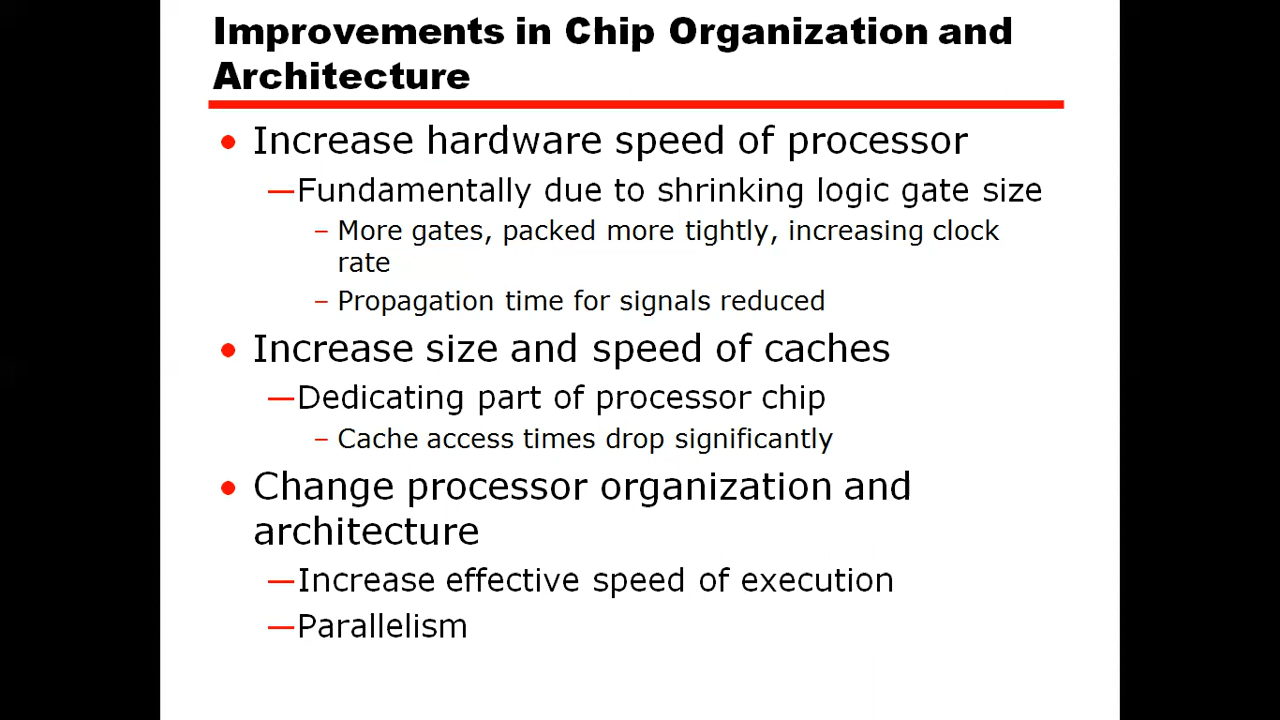 Improvements in Chip Organization and
Architecture
• Increase hardware speed of processor
—Fundamentally due to shrinking logic gate size
– More gates, packed more tightly, increasing clock
rate
– Propagation time for signals reduced
• Increase size and speed of caches
—Dedicating part of processor chip
– Cache access times drop significantly
• Change processor organization and
architecture
—Increase effective speed of execution
—Parallelism